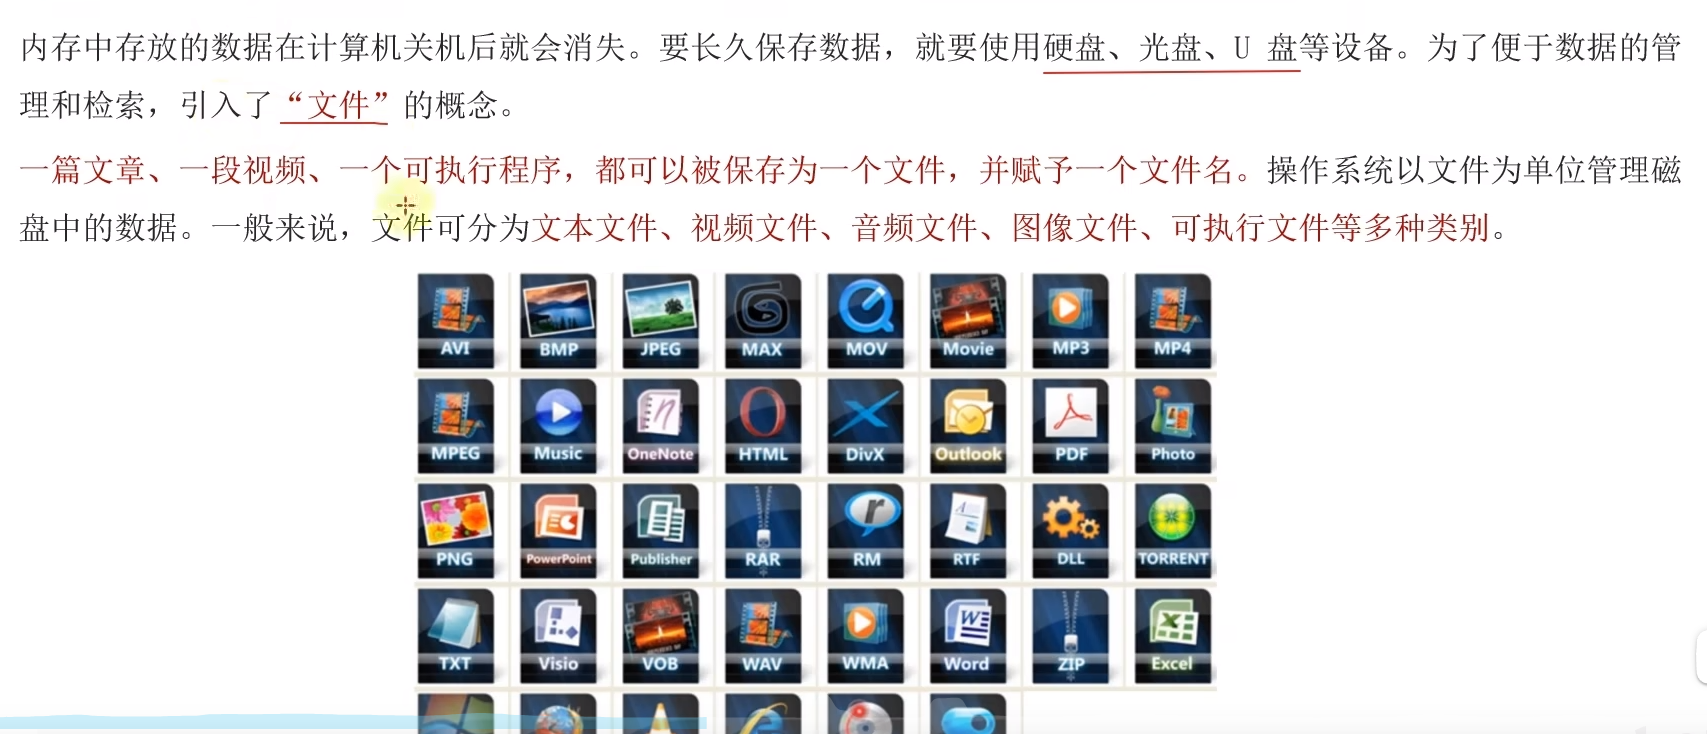 内存中存放的数据在计算机关机后就会消失。要长久保存数据，就要使用硬盘、光盘、U 盘等设备。为了便于数据的管
理和检索，引入了“文件”的概念。
一篇文章、一段视频、一个可执行程序，都可以被保存为一个文件，并赋予一个文件名。操作系统以文件为单位管理磁
盘中的数据。一般来说，文件可分为文本文件、视频文件、音频文件、图像文件、可执行文件等多种类别。
AVI BMP JPEG MAX MOV Movie MP3 MP4
MPEG Music OneNote HTML DivX Outlook PDF Photo
PNG PowerPoint Publisher RAR RM RTF DLL TORRENT
TXT Visio VOB WAV WMA Word ZIP Excel